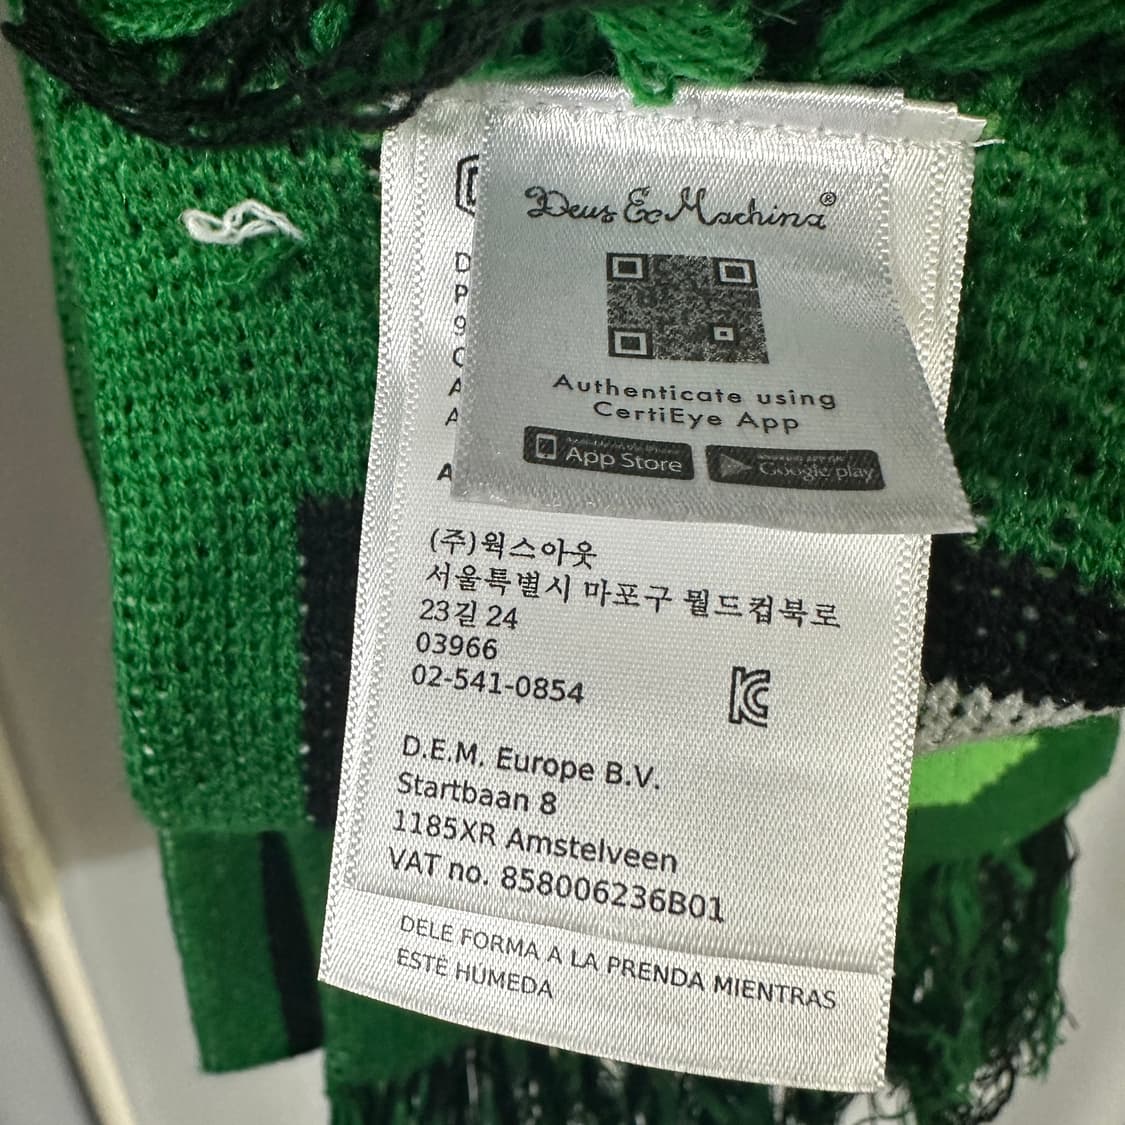 Deus Ex Machina®
Authenticate using
CertiEye App
App Store
Google play
(주)웍스아웃
서울특별시 마포구 월드컵북로
23길 24
03966
02-541-0854
D.E.M. Europe B.V.
Startbaan 8
1185XR Amstelveen
VAT no. 858006236B01
DELE FORMA A LA PRENDA MIENTRAS
ESTÉ HÚMEDA